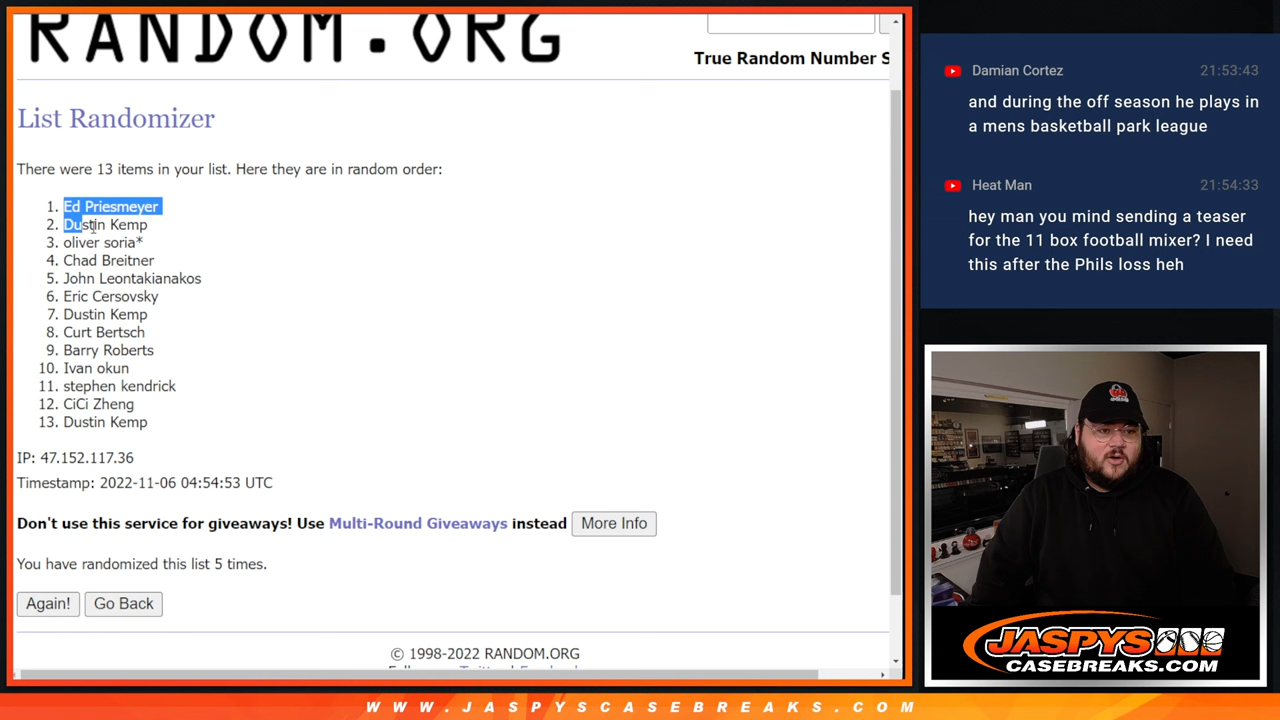 RANDOM.ORG
True Random Number S
List Randomizer
There were 13 items in your list. Here they are in random order:
1. Ed Priesmeyer
2. Dustin Kemp
3. oliver soria*
4. Chad Breitner
5. John Leontakianakos
6. Eric Cersovsky
7. Dustin Kemp
8. Curt Bertsch
9. Barry Roberts
10. Ivan okun
11. stephen kendrick
12. CiCi Zheng
13. Dustin Kemp
IP: 47.152.117.36
Timestamp: 2022-11-06 04:54:53 UTC
Don't use this service for giveaways! Use Multi-Round Giveaways instead More Info
You have randomized this list 5 times.
Again! Go Back
© 1998-2022 RANDOM.ORG
Damian Cortez 21:53:43
and during the off season he plays in
a mens basketball park league
Heat Man 21:54:33
hey man you mind sending a teaser
for the 11 box football mixer? I need
this after the Phils loss heh
JASPYS
CASEBREAKS.COM
WWW.JASPYSCASEBREAKS.COM